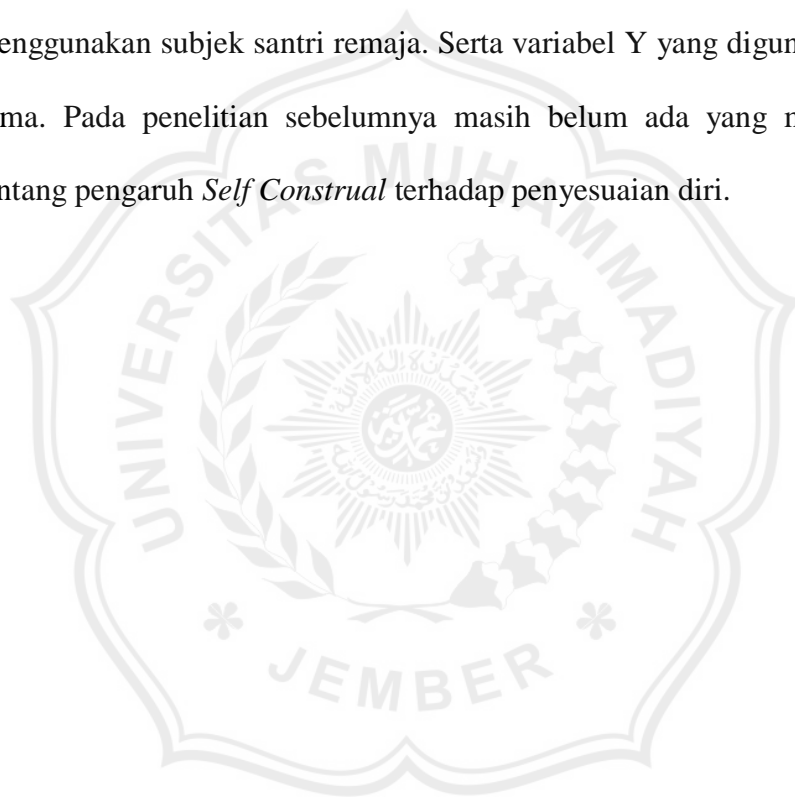 enggunakan subjek santri remaja. Serta variabel Y yang digun
ma. Pada penelitian sebelumnya masih belum ada yang m
ntang pengaruh Self Construal terhadap penyesuaian diri.
UNIVERSITAS MUHAMMADIYAH
JEMBER